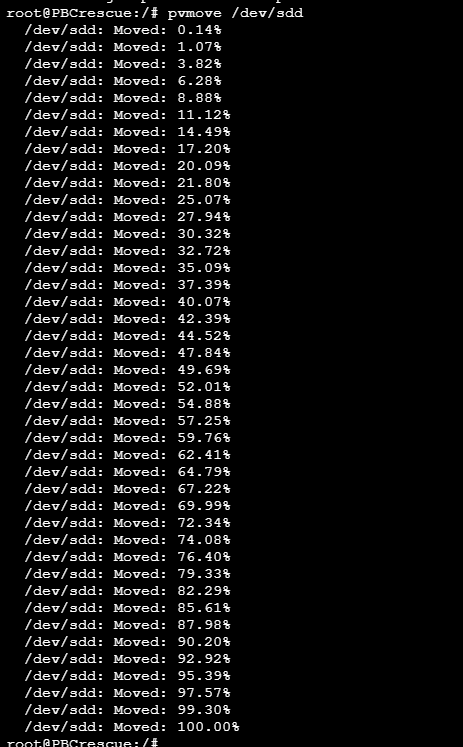 root@PBCrescue:/# pvmove /dev/sdd
/dev/sdd: Moved: 0.14%
/dev/sdd: Moved: 1.07%
/dev/sdd: Moved: 3.82%
/dev/sdd: Moved: 6.28%
/dev/sdd: Moved: 8.88%
/dev/sdd: Moved: 11.12%
/dev/sdd: Moved: 14.49%
/dev/sdd: Moved: 17.20%
/dev/sdd: Moved: 20.09%
/dev/sdd: Moved: 21.80%
/dev/sdd: Moved: 25.07%
/dev/sdd: Moved: 27.94%
/dev/sdd: Moved: 30.32%
/dev/sdd: Moved: 32.72%
/dev/sdd: Moved: 35.09%
/dev/sdd: Moved: 37.39%
/dev/sdd: Moved: 40.07%
/dev/sdd: Moved: 42.39%
/dev/sdd: Moved: 44.52%
/dev/sdd: Moved: 47.84%
/dev/sdd: Moved: 49.69%
/dev/sdd: Moved: 52.01%
/dev/sdd: Moved: 54.88%
/dev/sdd: Moved: 57.25%
/dev/sdd: Moved: 59.76%
/dev/sdd: Moved: 62.41%
/dev/sdd: Moved: 64.79%
/dev/sdd: Moved: 67.22%
/dev/sdd: Moved: 69.99%
/dev/sdd: Moved: 72.34%
/dev/sdd: Moved: 74.08%
/dev/sdd: Moved: 76.40%
/dev/sdd: Moved: 79.33%
/dev/sdd: Moved: 82.29%
/dev/sdd: Moved: 85.61%
/dev/sdd: Moved: 87.98%
/dev/sdd: Moved: 90.20%
/dev/sdd: Moved: 92.92%
/dev/sdd: Moved: 95.39%
/dev/sdd: Moved: 97.57%
/dev/sdd: Moved: 99.30%
/dev/sdd: Moved: 100.00%
root@PBCrescue:/#